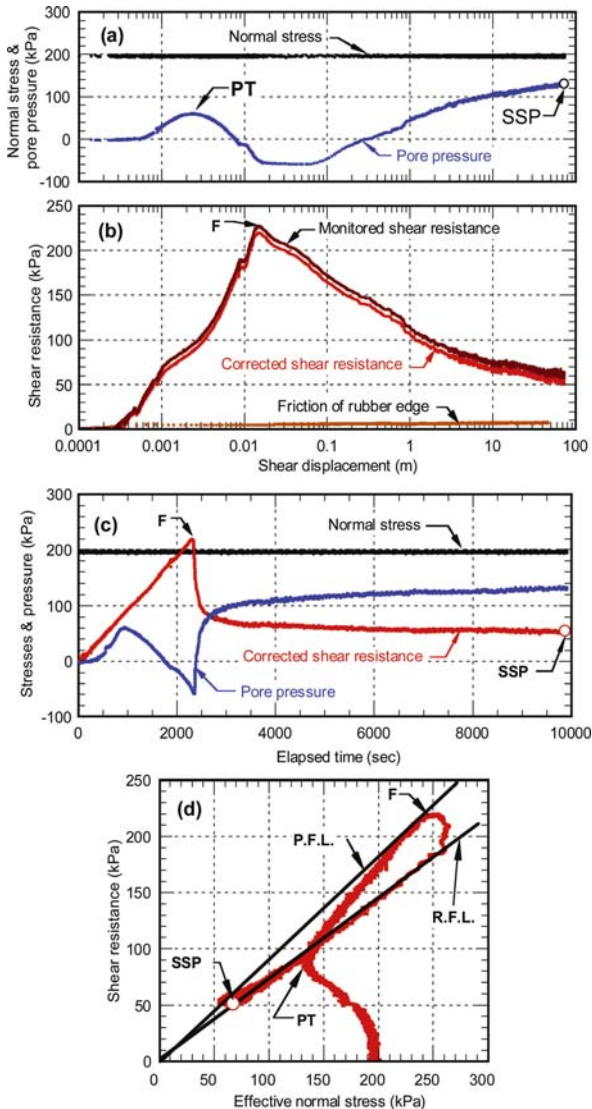 300
(a)
Normal stress
200
PT
100
0
SSP
Pore pressure
-100
Normal stress &
pore pressure (kPa)
250
(b)
F
Monitored shear resistance
200
150
100
Corrected shear resistance
50
Friction of rubber edge
0
Shear resistance (kPa)
0.0001 0.001 0.01 0.1 1 10 100
Shear displacement (m)
300
(c)
F
Normal stress
200
100
Corrected shear resistance
0
SSP
Pore pressure
-100
Stresses & pressure (kPa)
0 2000 4000 6000 8000 10000
Elapsed time (sec)
250
(d)
F
200
P.F.L.
150
R.F.L.
100
SSP
50
PT
0
Shear resistance (kPa)
0 50 100 150 200 250 300
Effective normal stress (kPa)